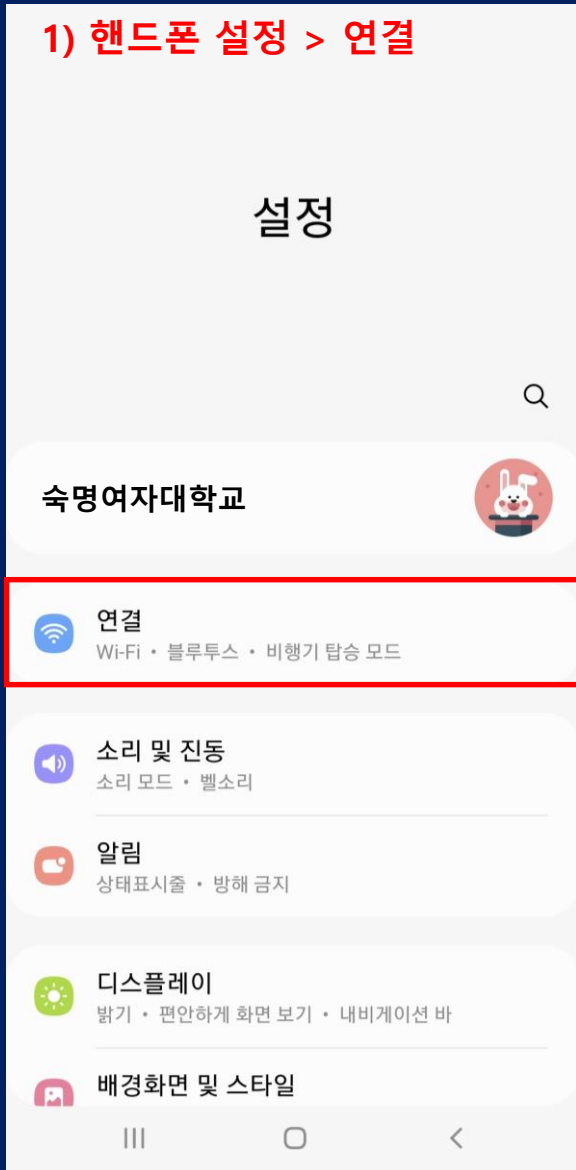 1) 핸드폰 설정 > 연결
설정
숙명여자대학교
연결
Wi-Fi • 블루투스 • 비행기 탑승 모드
소리 및 진동
소리 모드 • 벨소리
알림
상태표시줄 • 방해 금지
디스플레이
밝기 • 편안하게 화면 보기 • 내비게이션 바
배경화면 및 스타일